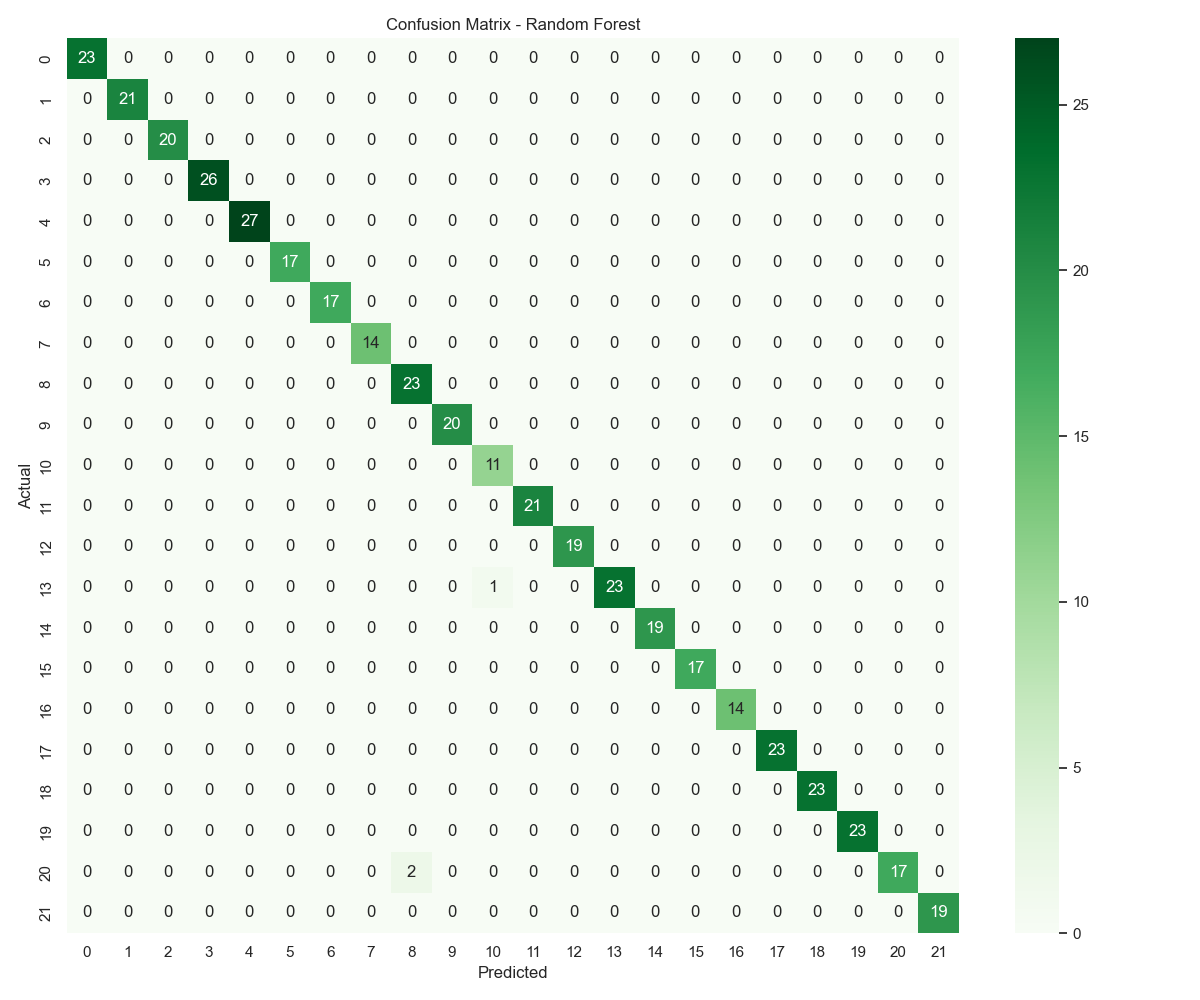 Confusion Matrix - Random Forest
0 23 0 0 0 0 0 0 0 0 0 0 0 0 0 0 0 0 0 0 0 0 0
1 0 21 0 0 0 0 0 0 0 0 0 0 0 0 0 0 0 0 0 0 0 0
2 0 0 20 0 0 0 0 0 0 0 0 0 0 0 0 0 0 0 0 0 0 0
3 0 0 0 26 0 0 0 0 0 0 0 0 0 0 0 0 0 0 0 0 0 0
4 0 0 0 0 27 0 0 0 0 0 0 0 0 0 0 0 0 0 0 0 0 0
5 0 0 0 0 0 17 0 0 0 0 0 0 0 0 0 0 0 0 0 0 0 0
6 0 0 0 0 0 0 17 0 0 0 0 0 0 0 0 0 0 0 0 0 0 0
7 0 0 0 0 0 0 0 14 0 0 0 0 0 0 0 0 0 0 0 0 0 0
8 0 0 0 0 0 0 0 0 23 0 0 0 0 0 0 0 0 0 0 0 0 0
9 0 0 0 0 0 0 0 0 0 20 0 0 0 0 0 0 0 0 0 0 0 0
10 0 0 0 0 0 0 0 0 0 0 11 0 0 0 0 0 0 0 0 0 0 0
11 0 0 0 0 0 0 0 0 0 0 0 21 0 0 0 0 0 0 0 0 0 0
12 0 0 0 0 0 0 0 0 0 0 0 0 19 0 0 0 0 0 0 0 0 0
13 0 0 0 0 0 0 0 0 0 0 1 0 0 23 0 0 0 0 0 0 0 0
14 0 0 0 0 0 0 0 0 0 0 0 0 0 0 19 0 0 0 0 0 0 0
15 0 0 0 0 0 0 0 0 0 0 0 0 0 0 0 17 0 0 0 0 0 0
16 0 0 0 0 0 0 0 0 0 0 0 0 0 0 0 0 14 0 0 0 0 0
17 0 0 0 0 0 0 0 0 0 0 0 0 0 0 0 0 0 23 0 0 0 0
18 0 0 0 0 0 0 0 0 0 0 0 0 0 0 0 0 0 0 23 0 0 0
19 0 0 0 0 0 0 0 0 0 0 0 0 0 0 0 0 0 0 0 23 0 0
20 0 0 0 0 0 0 0 0 2 0 0 0 0 0 0 0 0 0 0 0 17 0
21 0 0 0 0 0 0 0 0 0 0 0 0 0 0 0 0 0 0 0 0 0 19
0 1 2 3 4 5 6 7 8 9 10 11 12 13 14 15 16 17 18 19 20 21
Predicted
Actual
25
20
15
10
5
0